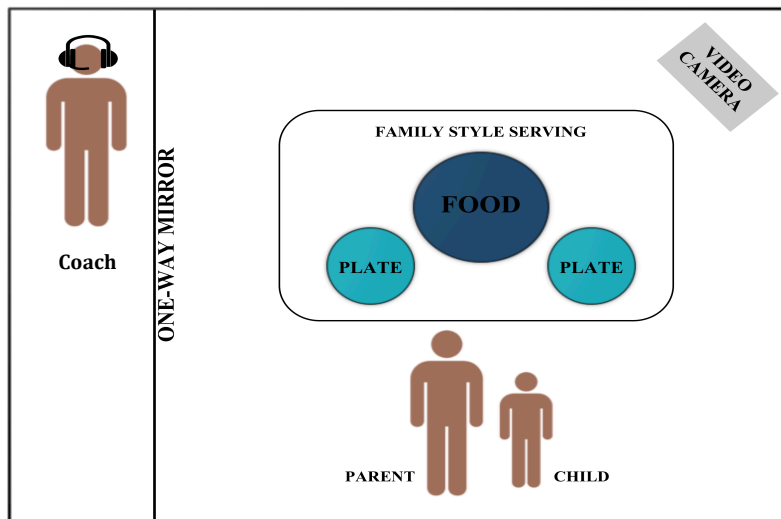 VIDEO
CAMERA
FAMILY STYLE SERVING
FOOD
PLATE
PLATE
ONE-WAY MIRROR
Coach
PARENT
CHILD